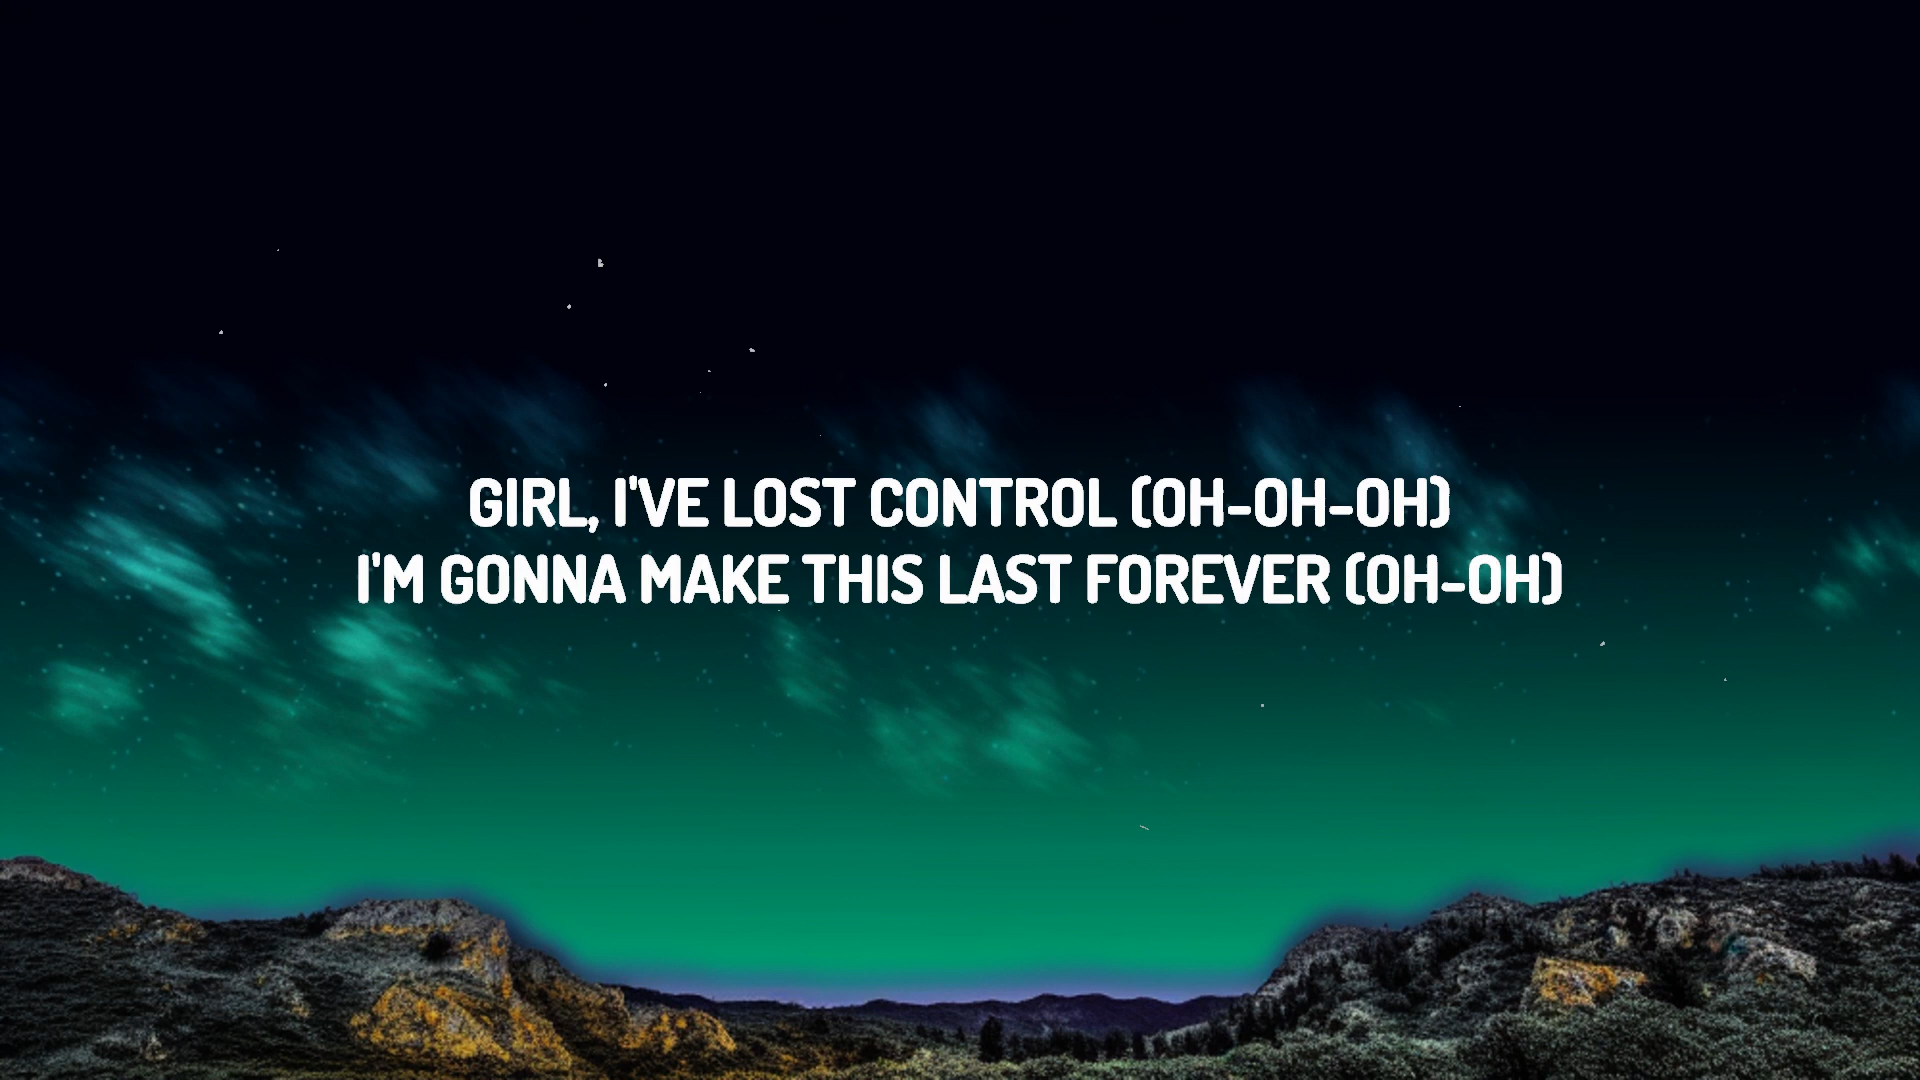 GIRL, I'VE LOST CONTROL (OH-OH-OH)
I'M GONNA MAKE THIS LAST FOREVER (OH-OH)